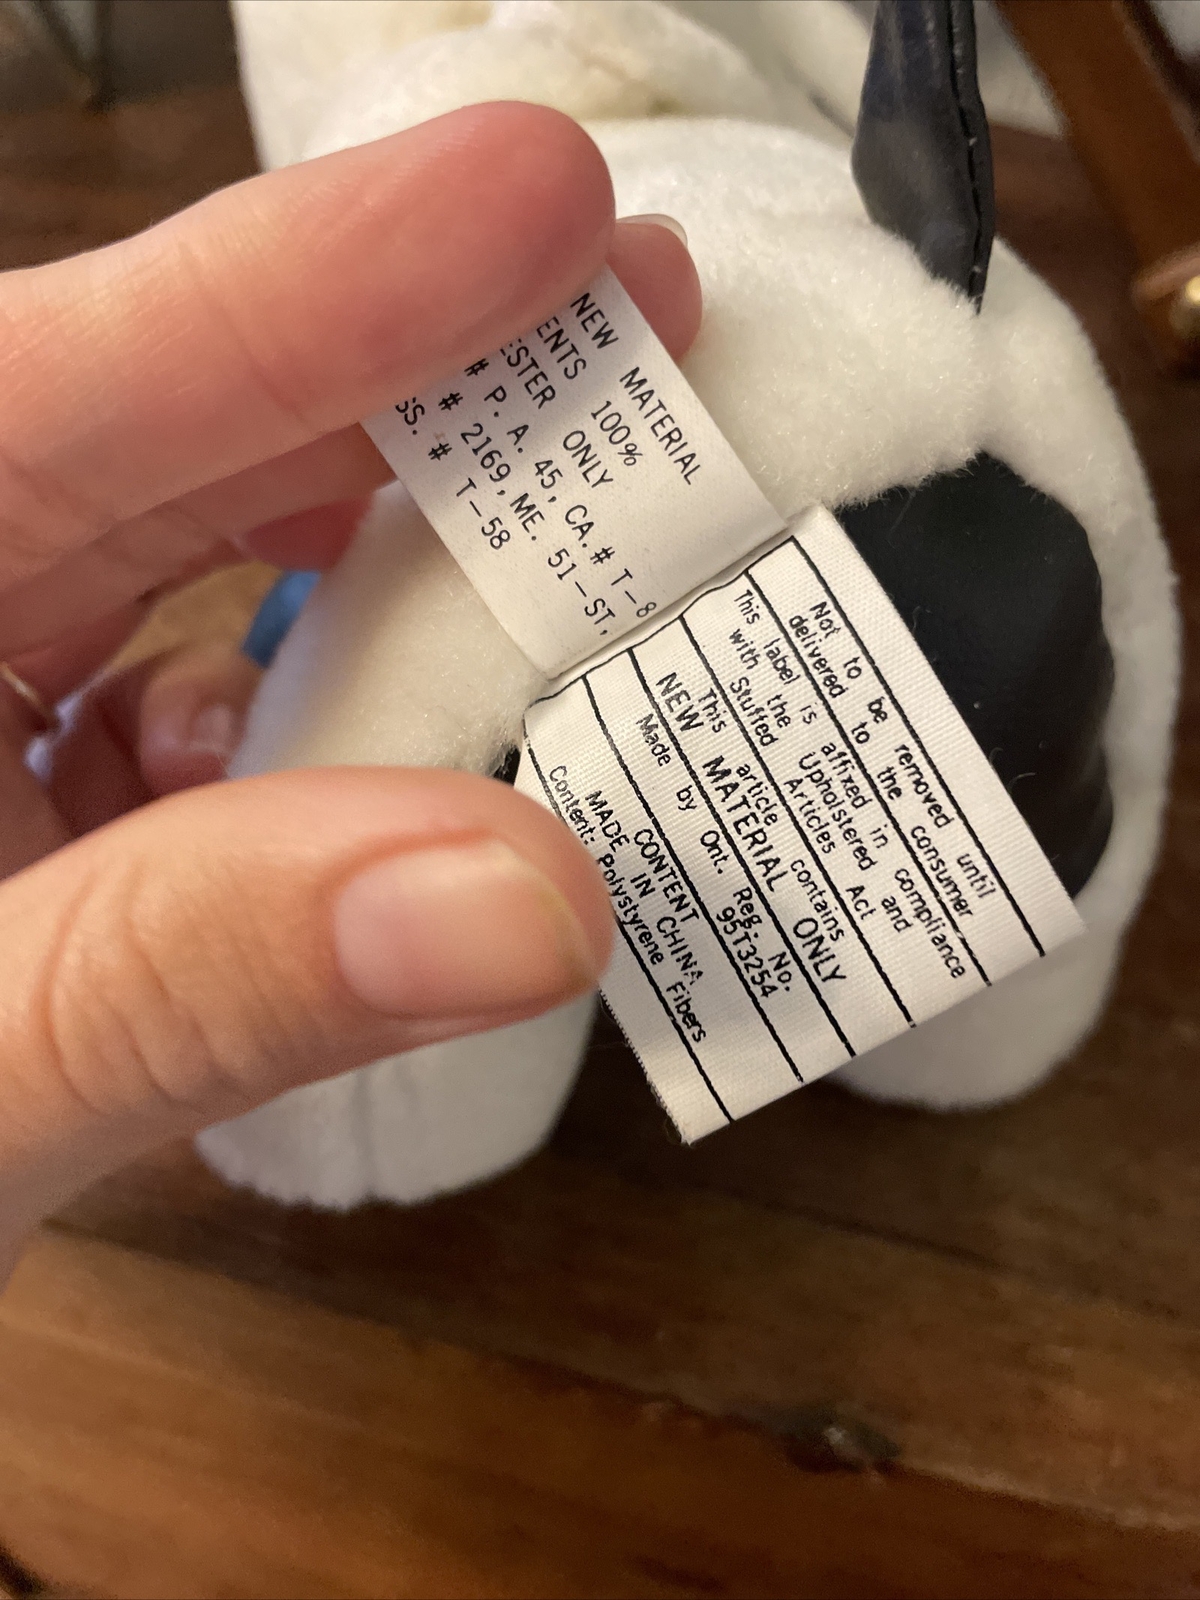 NEW MATERIAL
ENTS 100%
ESTER ONLY
# P. A. 45, CA. # T-8
# 2169, ME. 51-ST,
SS. # T-58
Not to be removed until
delivered to the consumer
This label is affixed in compliance
with Stuffed Upholstered and
Articles Act
This article contains
NEW MATERIAL ONLY
Made by Ont. Reg. No.
95T3254
CONTENT
MADE IN CHINA
Content: Polystyrene Fibers